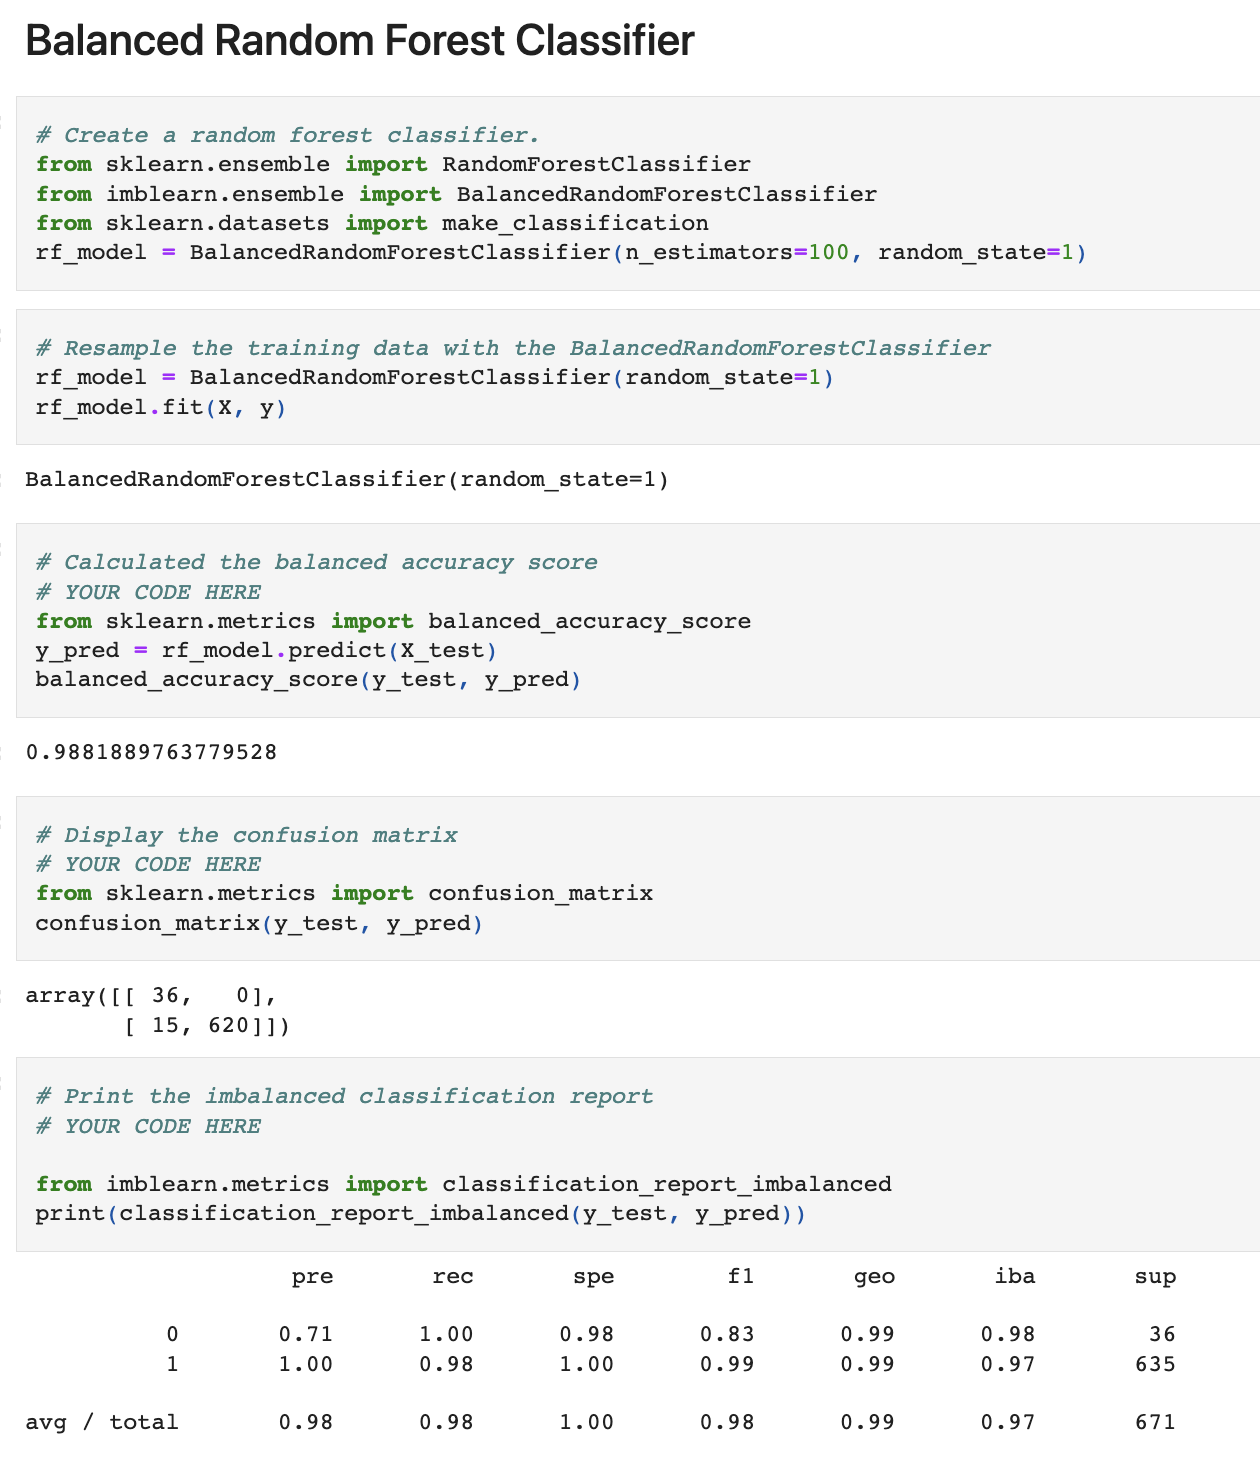 Balanced Random Forest Classifier
# Create a random forest classifier.
from sklearn.ensemble import RandomForestClassifier
from imblearn.ensemble import BalancedRandomForestClassifier
from sklearn.datasets import make_classification
rf_model = BalancedRandomForestClassifier(n_estimators=100, random_state=1)
# Resample the training data with the BalancedRandomForestClassifier
rf_model = BalancedRandomForestClassifier(random_state=1)
rf_model.fit(X, y)
BalancedRandomForestClassifier(random_state=1)
# Calculated the balanced accuracy score
# YOUR CODE HERE
from sklearn.metrics import balanced_accuracy_score
y_pred = rf_model.predict(X_test)
balanced_accuracy_score(y_test, y_pred)
0.9881889763779528
# Display the confusion matrix
# YOUR CODE HERE
from sklearn.metrics import confusion_matrix
confusion_matrix(y_test, y_pred)
array([[ 36,   0],
       [ 15, 620]])
# Print the imbalanced classification report
# YOUR CODE HERE
from imblearn.metrics import classification_report_imbalanced
print(classification_report_imbalanced(y_test, y_pred))
                   pre       rec       spe        f1       geo       iba       sup
          0       0.71      1.00      0.98      0.83      0.99      0.98        36
          1       1.00      0.98      1.00      0.99      0.99      0.97       635
avg / total       0.98      0.98      1.00      0.98      0.99      0.97       671